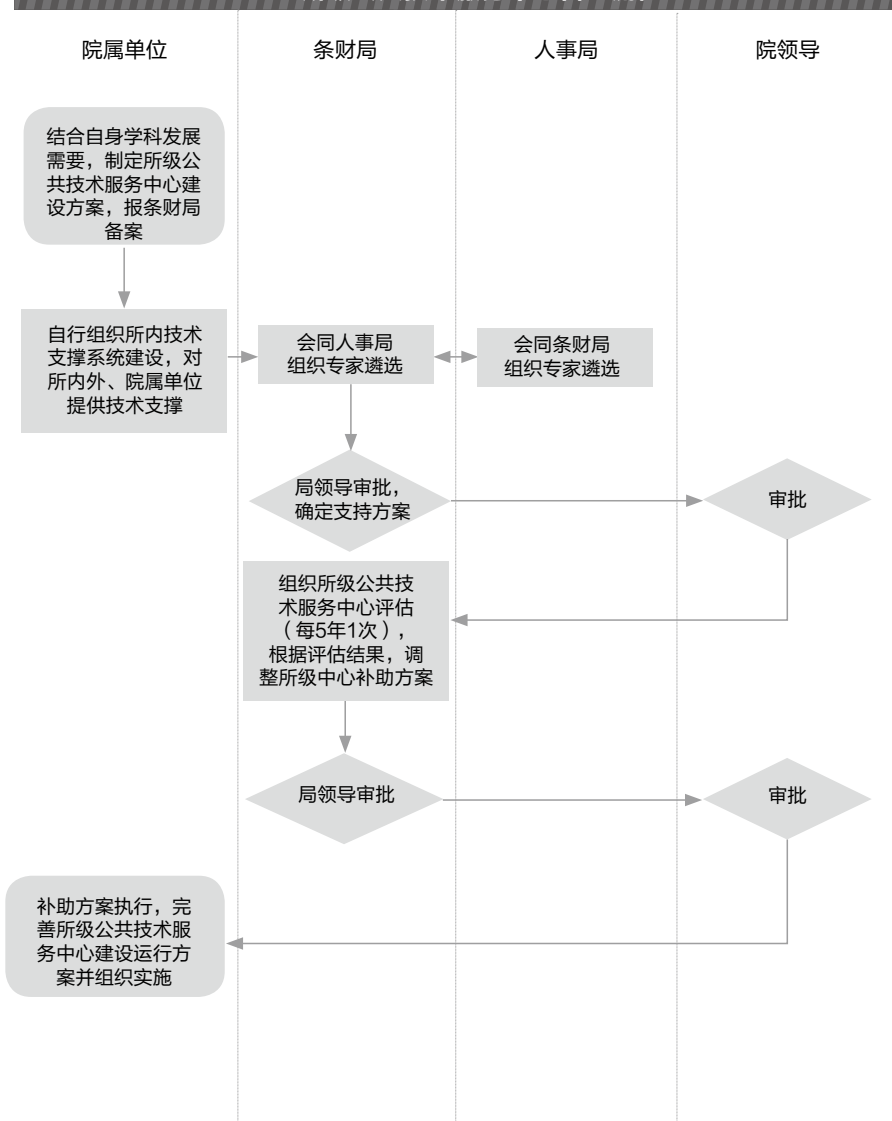 院属单位
条财局
人事局
院领导
结合自身学科发展
需要，制定所级公
共技术服务中心建
设方案，报条财局
备案
自行组织所内技术
支撑系统建设，对
所内外、院属单位
提供技术支撑
会同人事局
组织专家遴选
会同条财局
组织专家遴选
局领导审批，
确定支持方案
审批
组织所级公共技
术服务中心评估
（每5年1次），
根据评估结果，调
整所级中心补助方案
局领导审批
审批
补助方案执行，完
善所级公共技术服
务中心建设运行方
案并组织实施